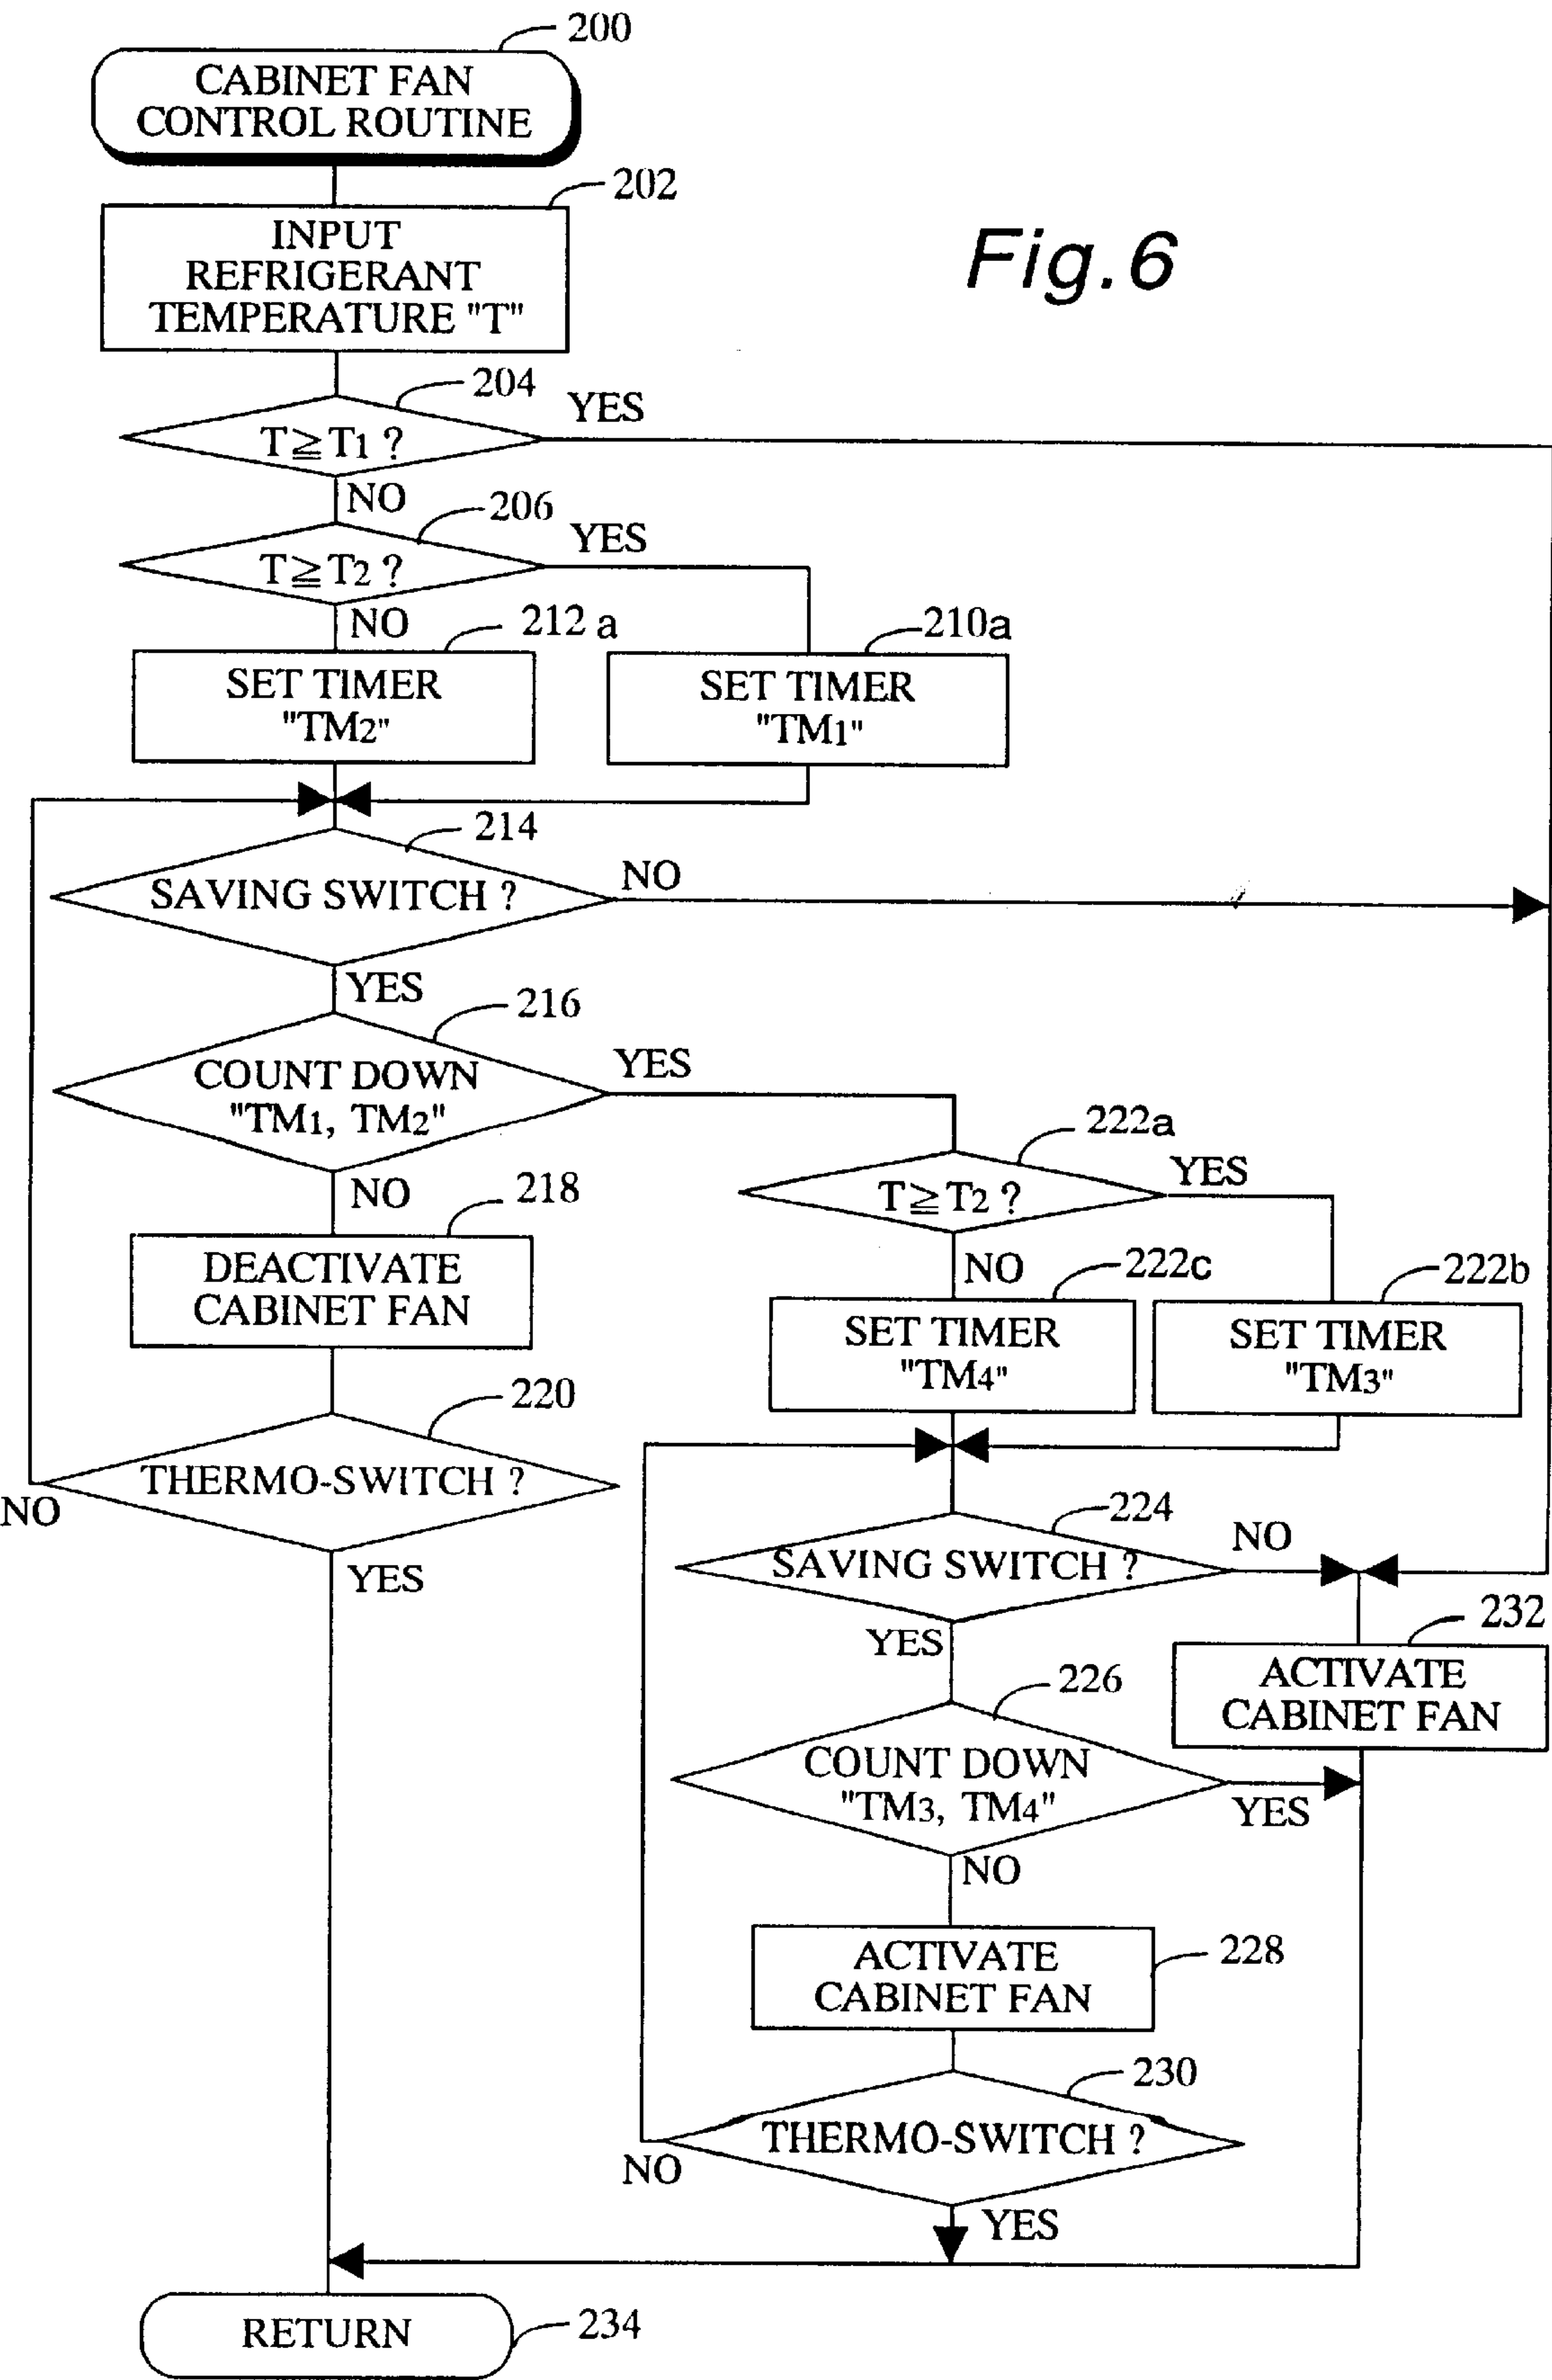 200
CABINET FAN
CONTROL ROUTINE
202
INPUT
REFRIGERANT
TEMPERATURE "T"
Fig.6
204
YES
T≧T1 ?
NO
206
YES
T≧T2 ?
NO
212 a
210a
SET TIMER
"TM2"
SET TIMER
"TM1"
214
SAVING SWITCH ?
NO
YES
216
COUNT DOWN
"TM1, TM2"
YES
222a
T≧T2 ?
YES
NO
218
DEACTIVATE
CABINET FAN
NO
222c
222b
SET TIMER
"TM4"
SET TIMER
"TM3"
220
THERMO-SWITCH ?
NO
YES
224
SAVING SWITCH ?
NO
YES
232
ACTIVATE
CABINET FAN
226
COUNT DOWN
"TM3, TM4"
YES
NO
228
ACTIVATE
CABINET FAN
230
THERMO-SWITCH ?
NO
YES
RETURN
234